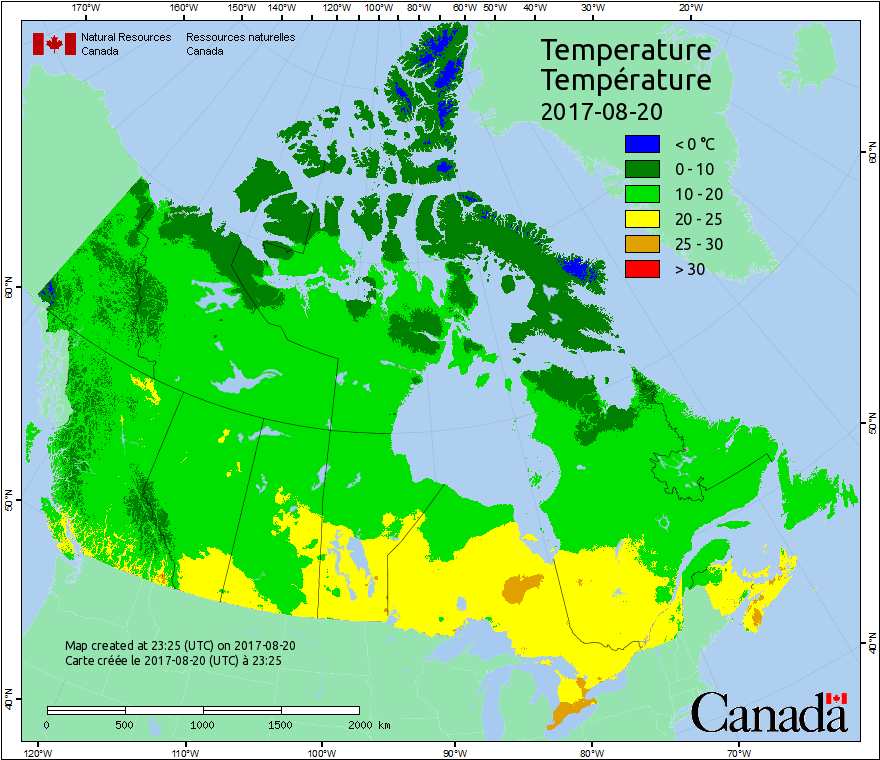 170°W 160°W 150°W 140°W 120°W 100°W 80°W 60°W 50°W 40°W 30°W 20°W
Natural Resources Ressources naturelles
Canada Canada
Temperature
Température
2017-08-20
< 0 °C
0 - 10
10 - 20
20 - 25
25 - 30
> 30
60°N
60°N
50°N
50°N
40°N
40°N
Map created at 23:25 (UTC) on 2017-08-20
Carte créée le 2017-08-20 (UTC) à 23:25
0 500 1000 1500 2000 km
Canada
120°W 110°W 100°W 90°W 80°W 70°W